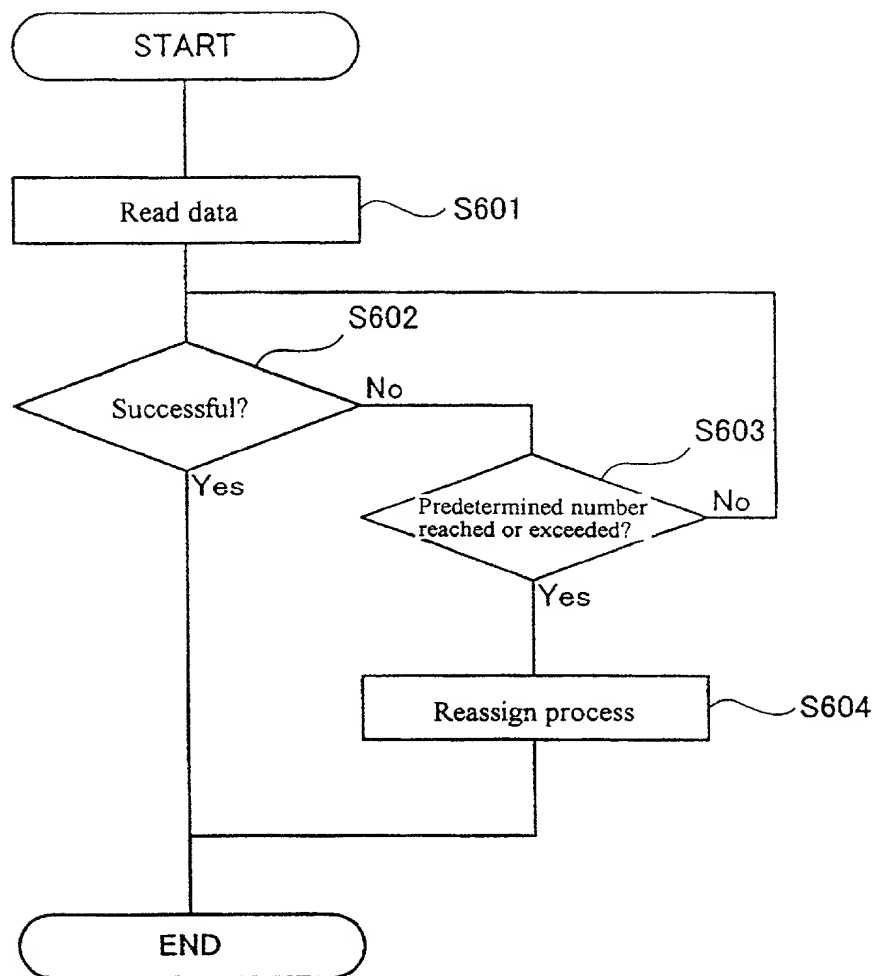 START
Read data
S601
S602
Successful?
No
S603
Yes
Predetermined number
reached or exceeded?
No
Yes
Reassign process
S604
END